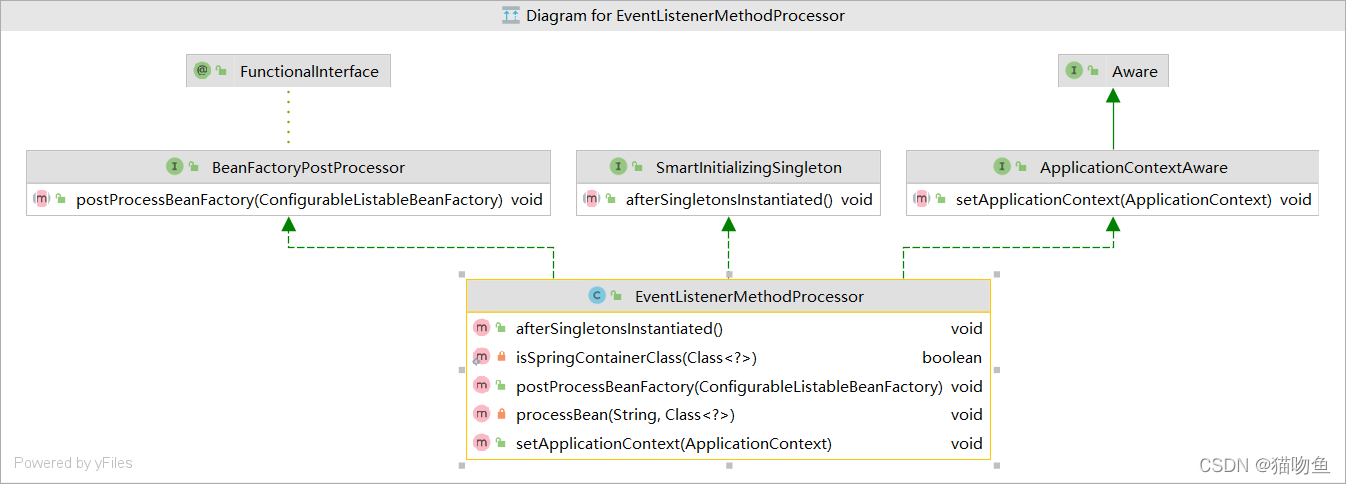 Diagram for EventListenerMethodProcessor
@ FunctionalInterface
I Aware
I BeanFactoryPostProcessor
m postProcessBeanFactory(ConfigurableListableBeanFactory) void
I SmartInitializingSingleton
m afterSingletonsInstantiated() void
I ApplicationContextAware
m setApplicationContext(ApplicationContext) void
C EventListenerMethodProcessor
m afterSingletonsInstantiated() void
m isSpringContainerClass(Class<?>) boolean
m postProcessBeanFactory(ConfigurableListableBeanFactory) void
m processBean(String, Class<?>) void
m setApplicationContext(ApplicationContext) void
Powered by yFiles
CSDN @猫吻鱼